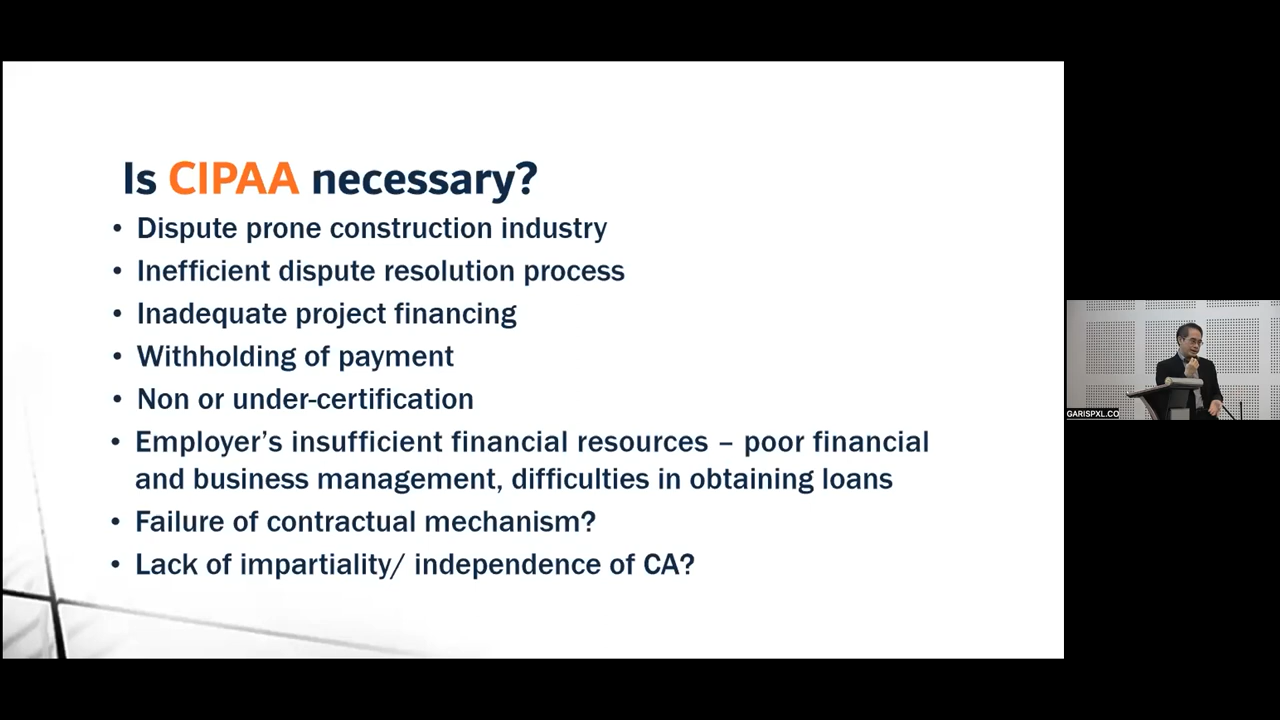 Is CIPAA necessary?
• Dispute prone construction industry
• Inefficient dispute resolution process
• Inadequate project financing
• Withholding of payment
• Non or under-certification
• Employer's insufficient financial resources – poor financial
and business management, difficulties in obtaining loans
• Failure of contractual mechanism?
• Lack of impartiality/ independence of CA?
GARISPXL.CO